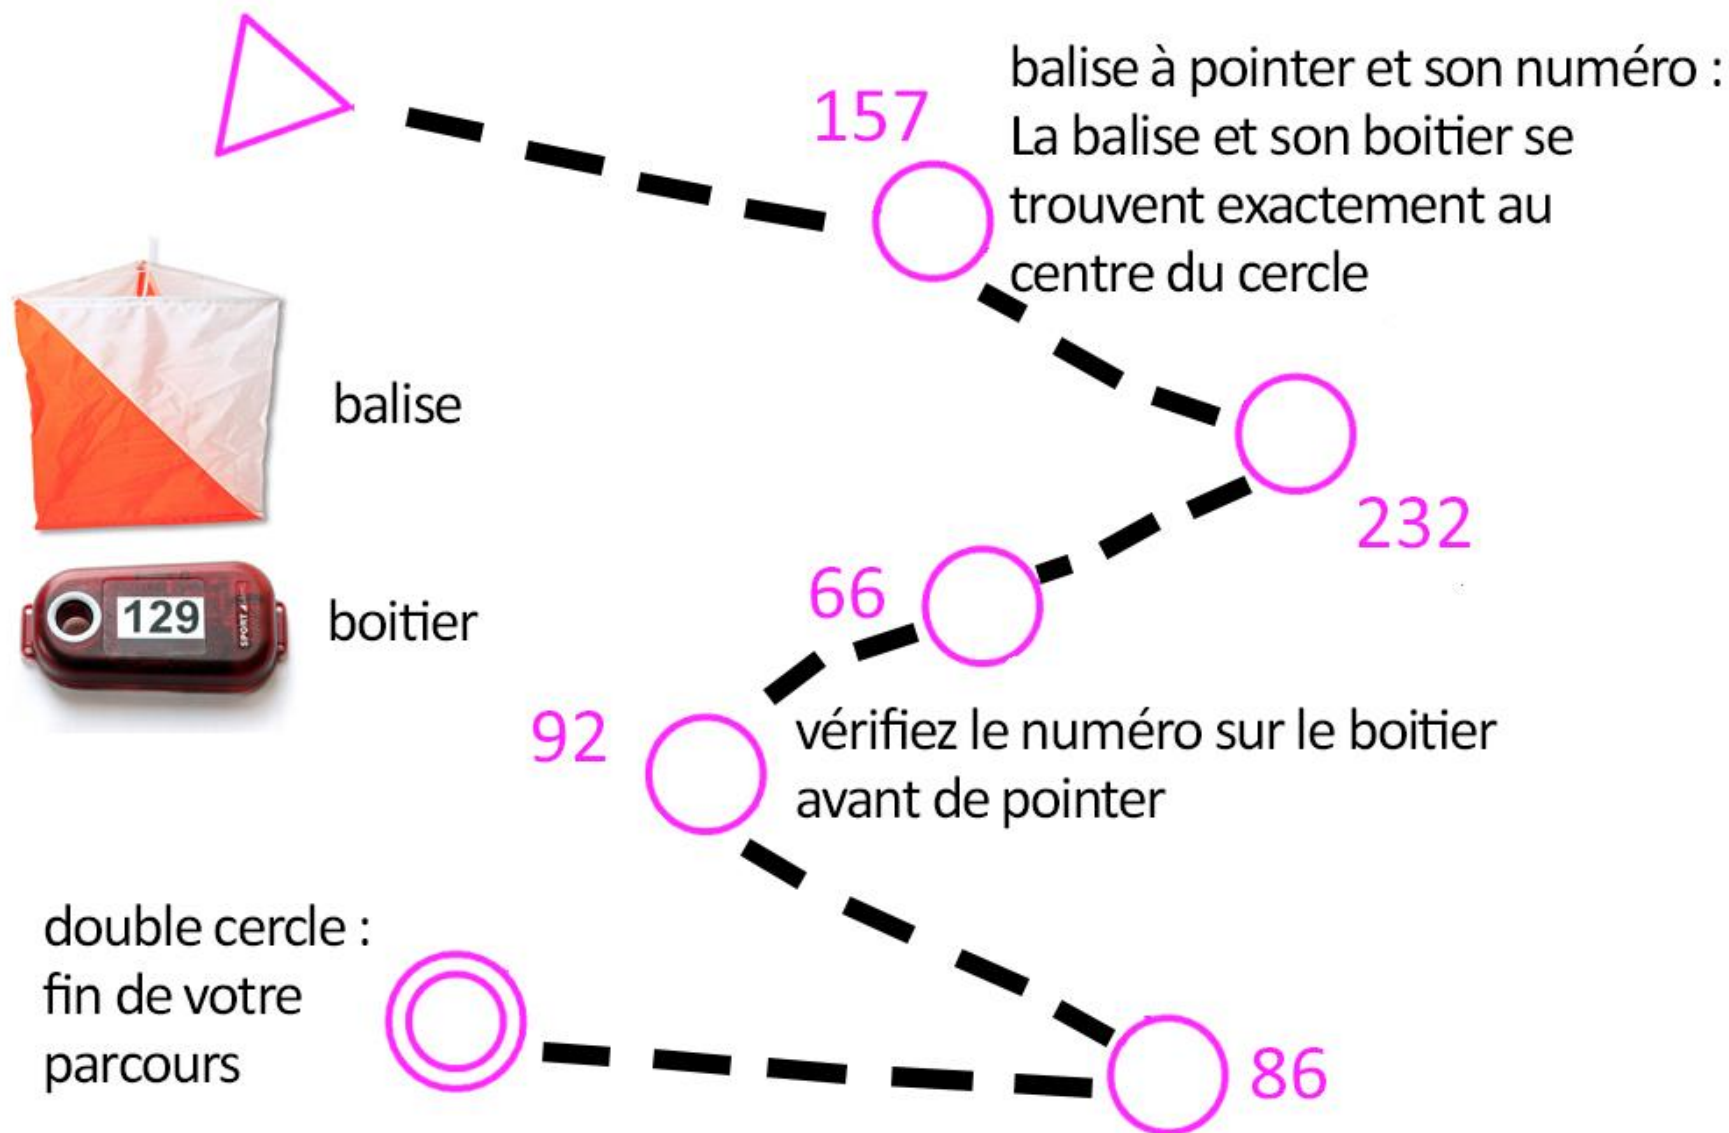 157
balise à pointer et son numéro :
La balise et son boitier se
trouvent exactement au
centre du cercle
balise
232
66
129
SPORT
boitier
92
vérifiez le numéro sur le boitier
avant de pointer
double cercle :
fin de votre
parcours
86